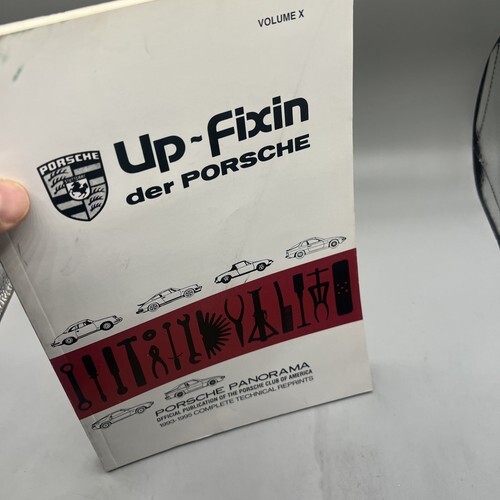 VOLUME X
Up~Fixin
der PORSCHE
PORSCHE
PORSCHE PANORAMA
OFFICIAL PUBLICATION OF THE PORSCHE CLUB OF AMERICA
1993-1995 COMPLETE TECHNICAL REPRINTS